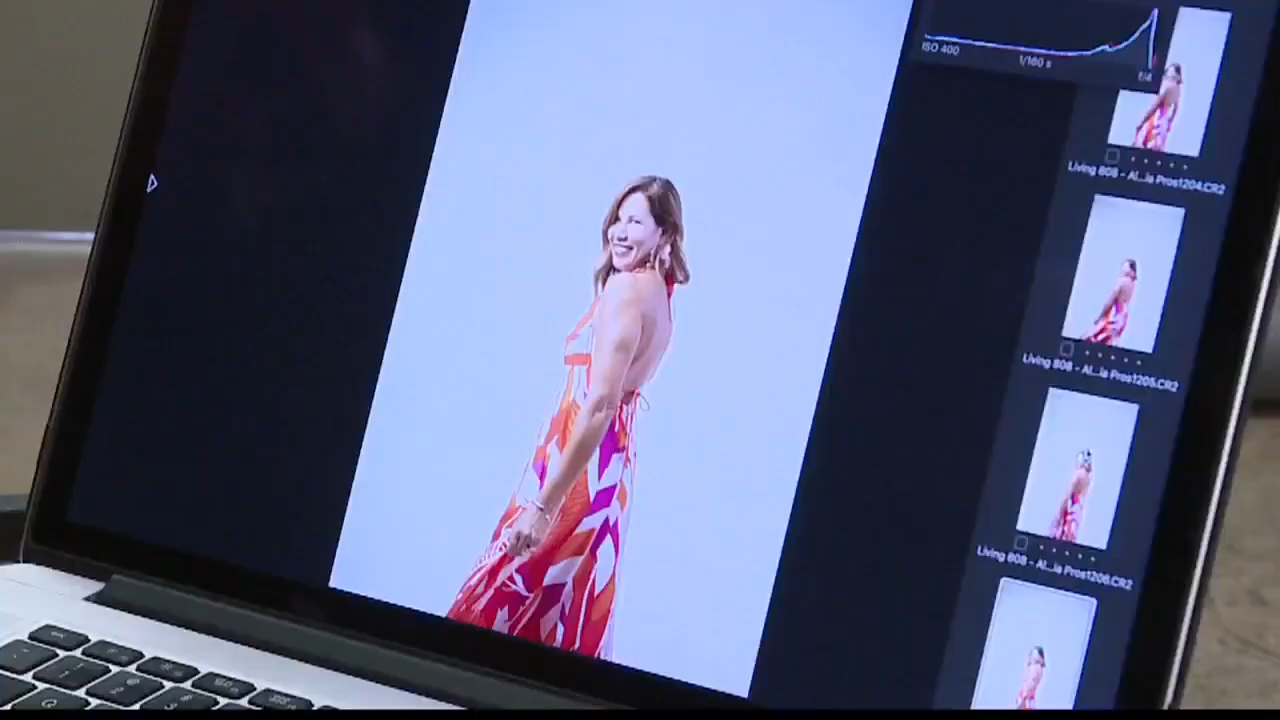 ISO 400
1/160 s
f/4
Living 808 - Al...ia Pros1204.CR2
Living 808 - Al...ia Pros1205.CR2
Living 808 - Al...ia Pros1206.CR2